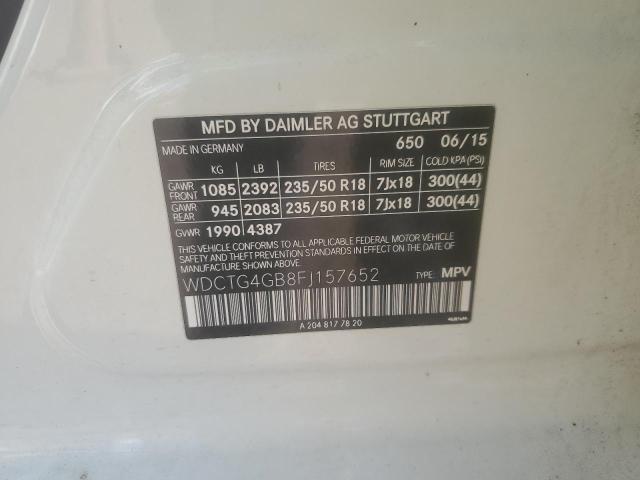 MFD BY DAIMLER AG STUTTGART
MADE IN GERMANY 650 06/15
KG LB TIRES RIM SIZE COLD KPA (PSI)
GAWR FRONT 1085 2392 235/50 R18 7Jx18 300(44)
GAWR REAR 945 2083 235/50 R18 7Jx18 300(44)
GVWR 1990 4387
THIS VEHICLE CONFORMS TO ALL APPLICABLE FEDERAL MOTOR VEHICLE
SAFETY, BUMPER, AND THEFT PREVENTION STANDARDS IN EFFECT ON THE DATE OF
MANUFACTURE SHOWN ABOVE.
WDCTG4GB8FJ157652 TYPE: MPV
A 204 817 78 20